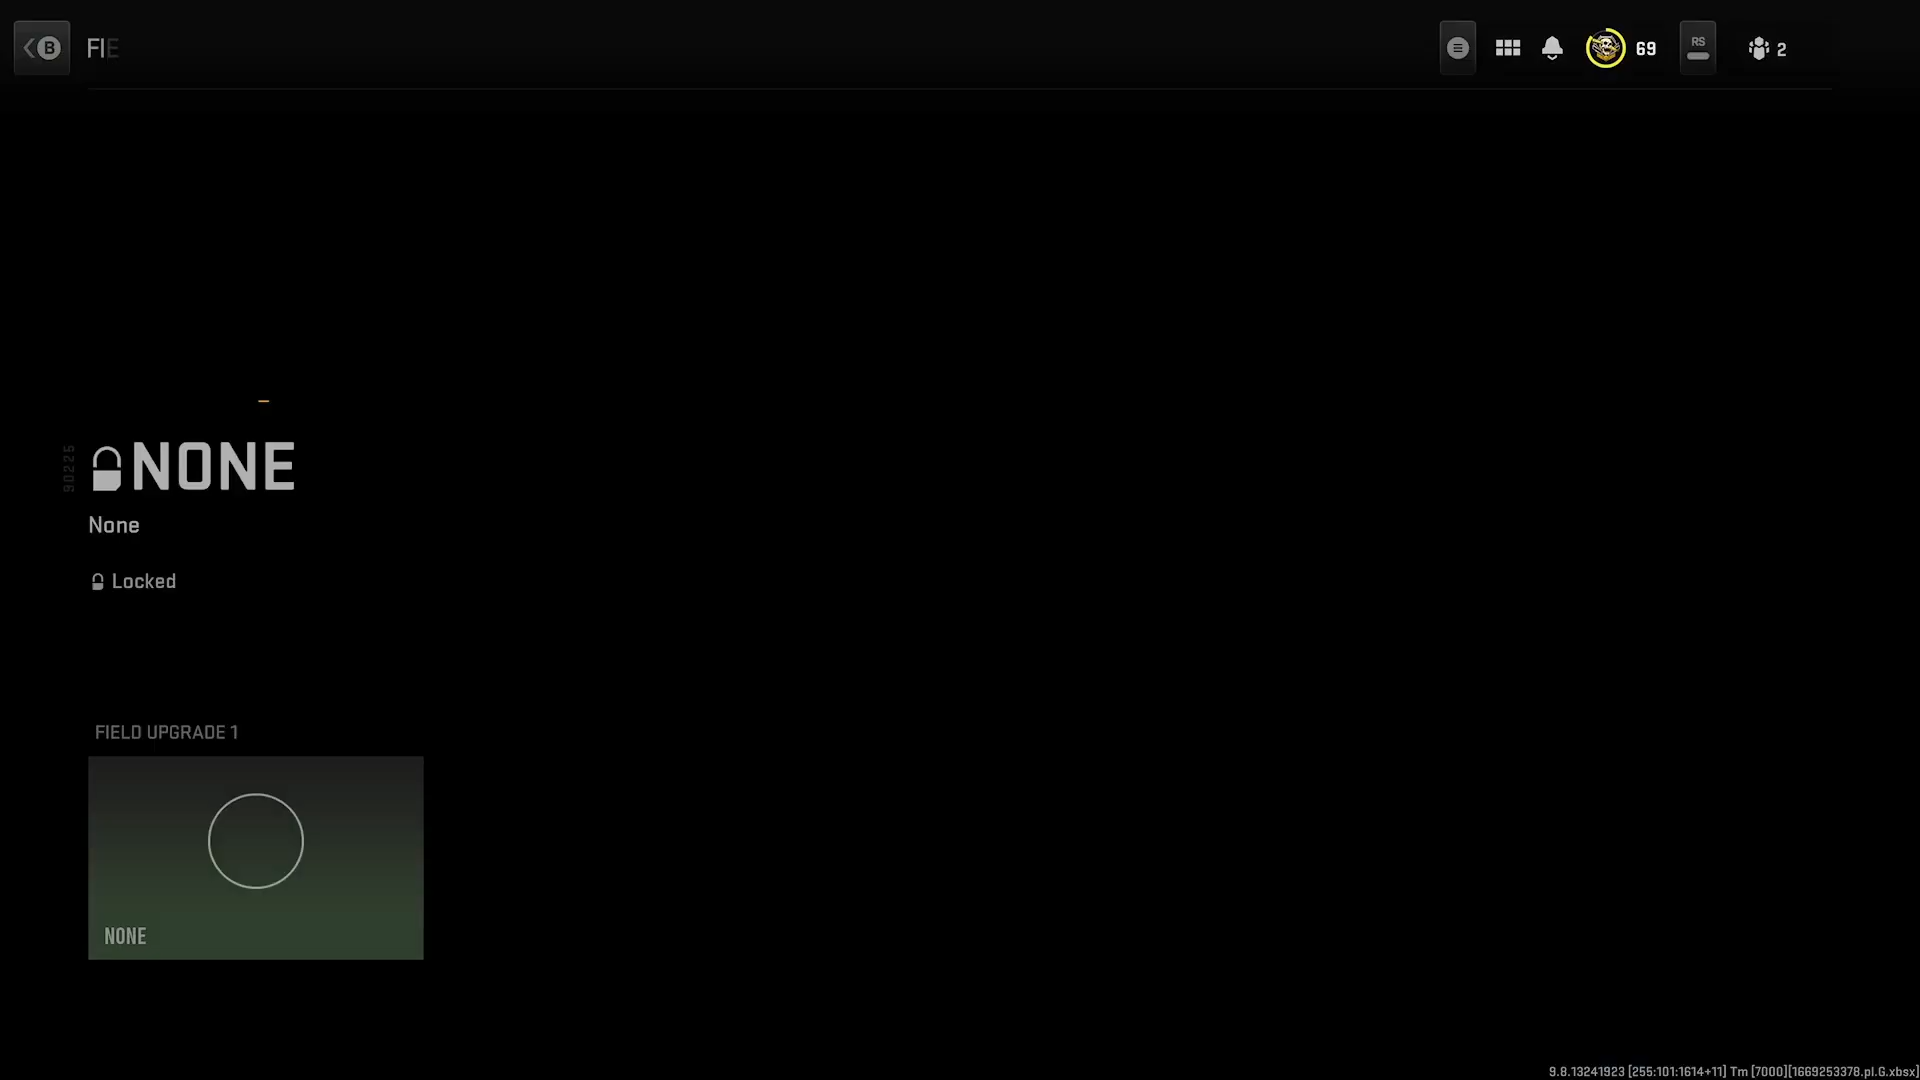 B
FIE
69
RS
2
90225
NONE
None
Locked
FIELD UPGRADE 1
NONE
9.8.13241923 [255:101:1614+11] Tm [7000][1669253378.pl.G.xbsx]